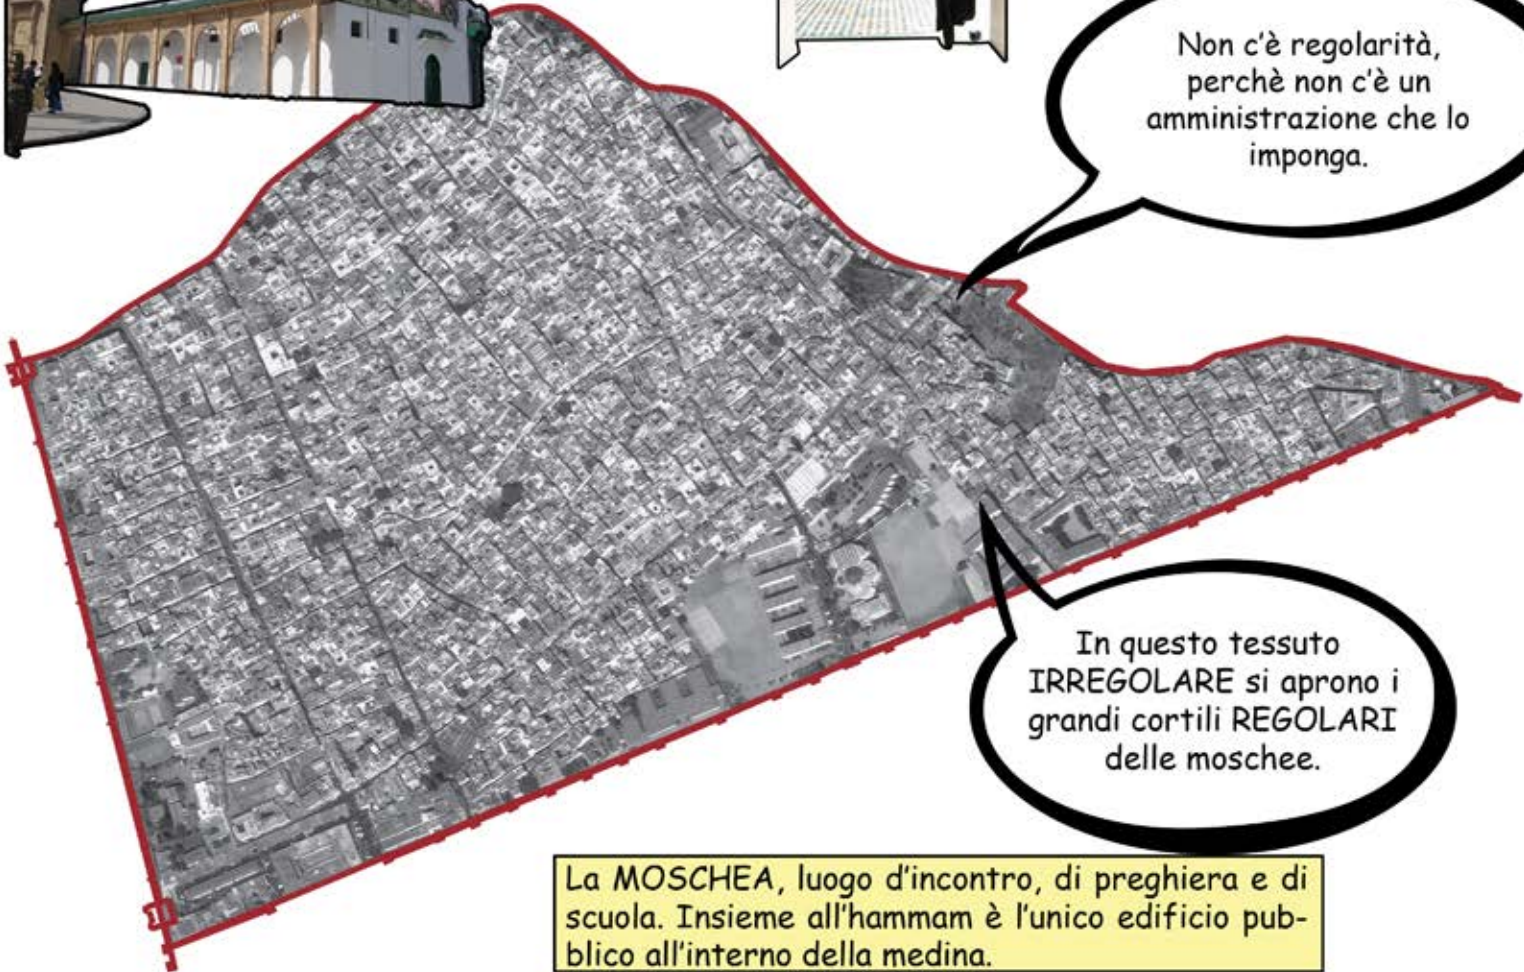 Non c'è regolarità,
perchè non c'è un
amministrazione che lo
imponga.
In questo tessuto
IRREGOLARE si aprono i
grandi cortili REGOLARI
delle moschee.
La MOSCHEA, luogo d'incontro, di preghiera e di
scuola. Insieme all'hammam è l'unico edificio pub-
blico all'interno della medina.